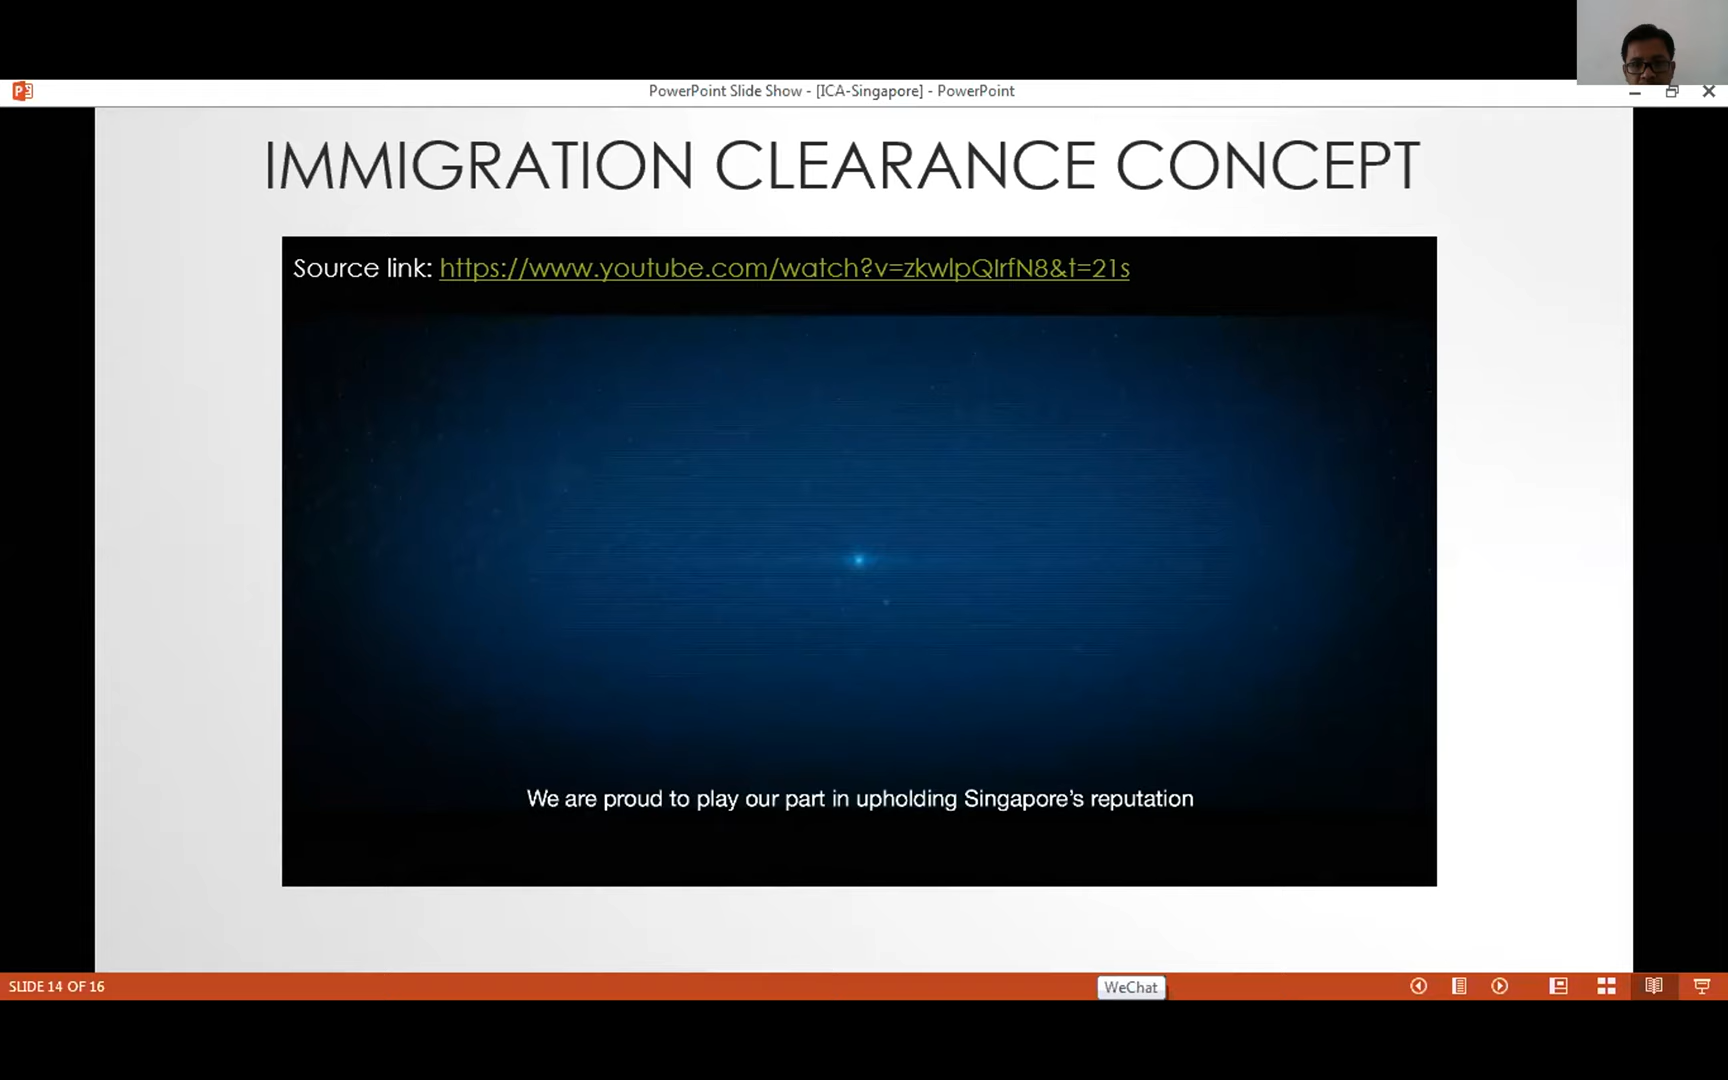 PowerPoint Slide Show - [ICA-Singapore] - PowerPoint
IMMIGRATION CLEARANCE CONCEPT
Source link: https://www.youtube.com/watch?v=zkwlpQIrfN8&t=21s
We are proud to play our part in upholding Singapore's reputation
SLIDE 14 OF 16
WeChat